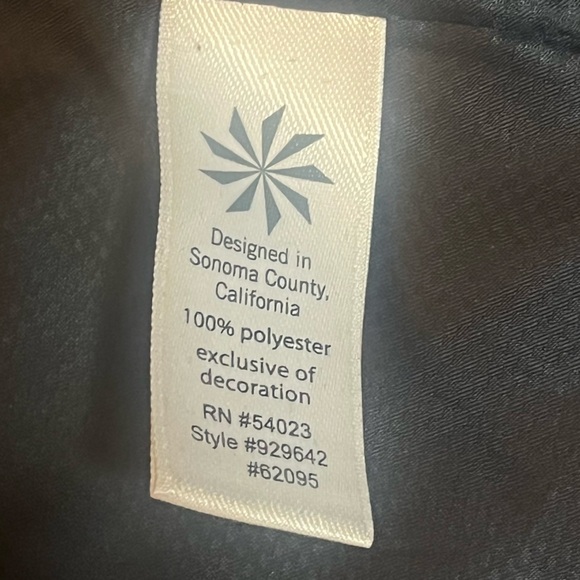 Designed in
Sonoma County,
California
100% polyester
exclusive of
decoration
RN #54023
Style #929642
#62095